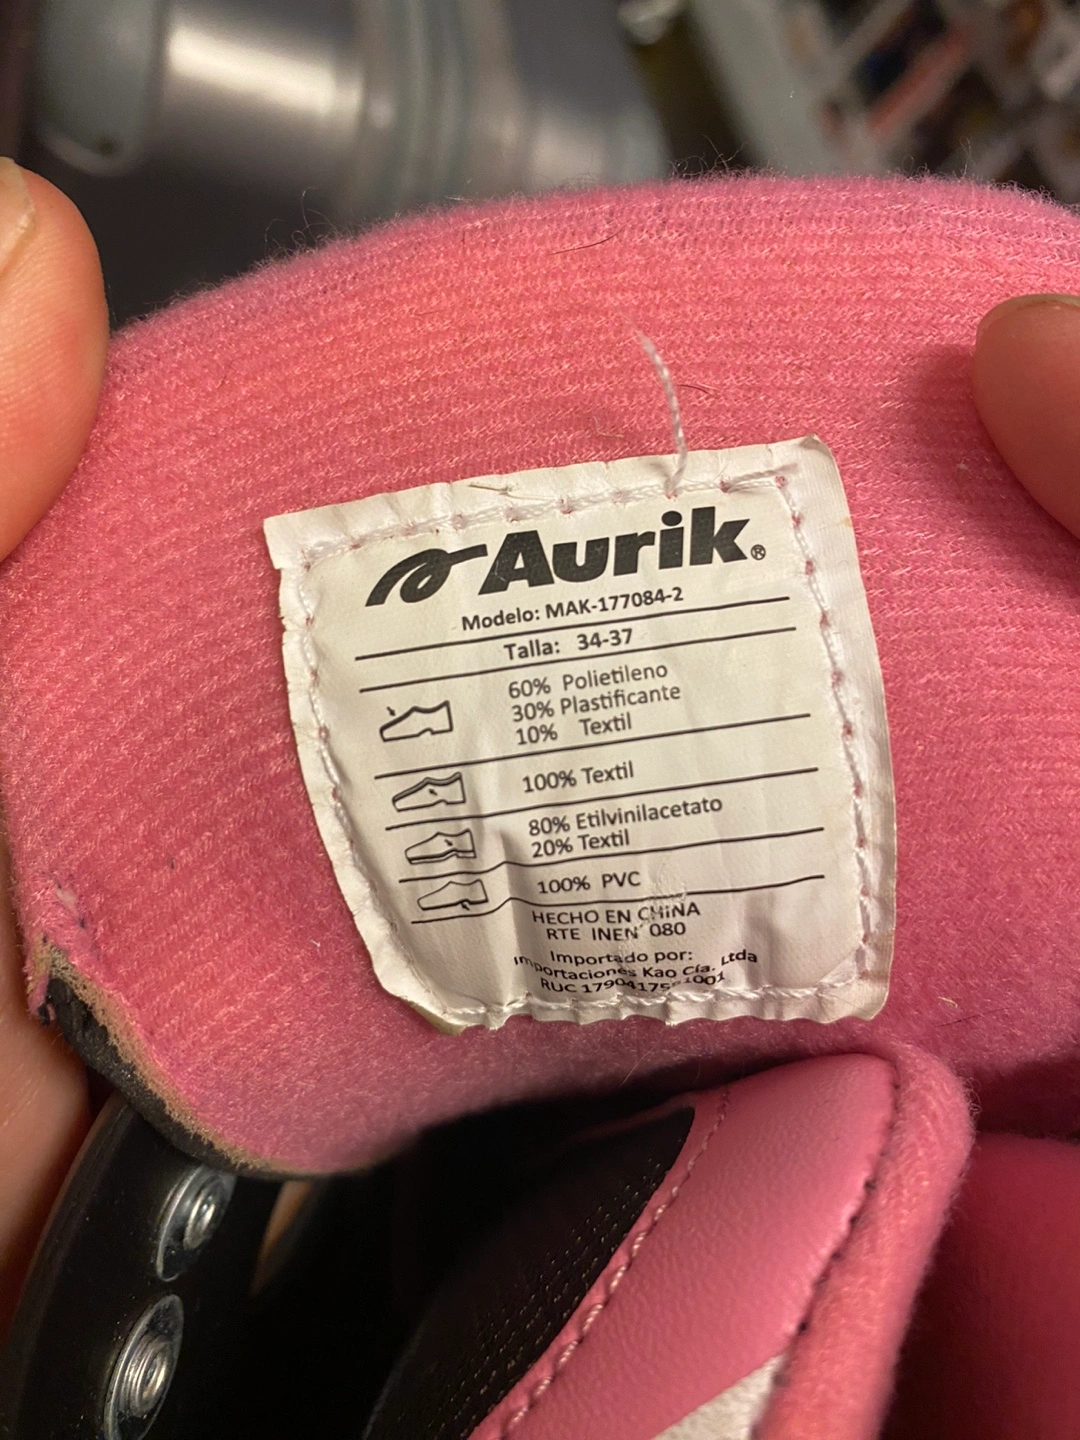 Aurik®
Modelo: MAK-177084-2
Talla: 34-37
60% Polietileno
30% Plastificante
10% Textil
100% Textil
80% Etilvinilacetato
20% Textil
100% PVC
HECHO EN CHINA
RTE INEN 080
Importado por:
Importaciones Kao Cía. Ltda
RUC